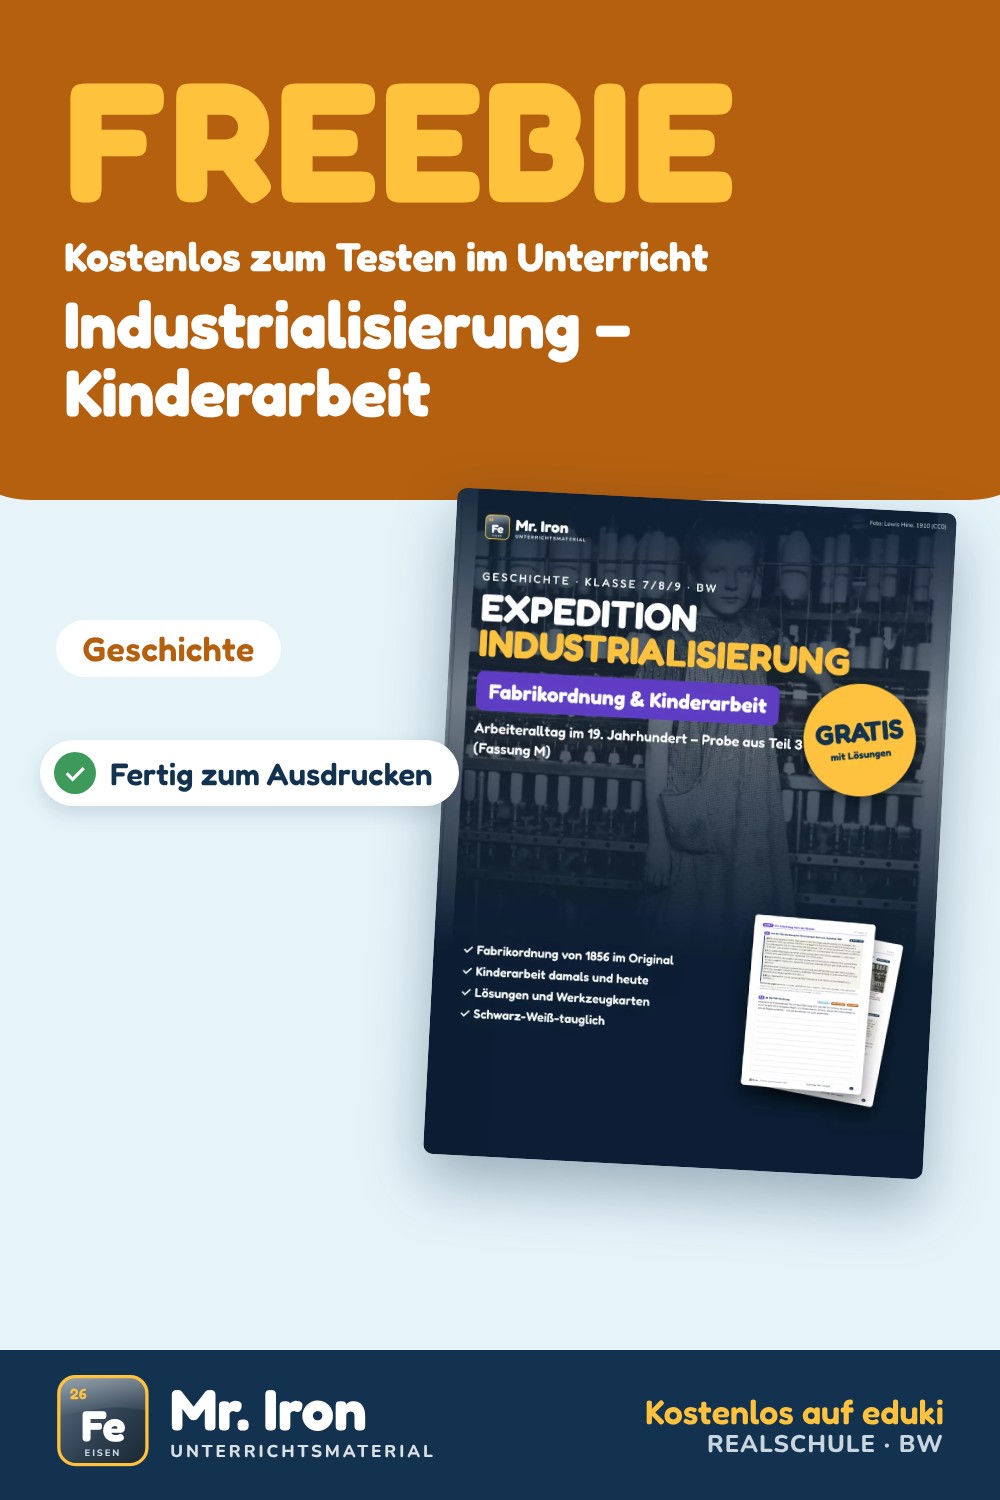 FREEBIE
Kostenlos zum Testen im Unterricht
Industrialisierung –
Kinderarbeit
Foto: Lewis Hine, 1910 (CC0)
Fe
Mr. Iron
UNTERRICHTSMATERIAL
GESCHICHTE · KLASSE 7/8/9 · BW
EXPEDITION
INDUSTRIALISIERUNG
Fabrikordnung & Kinderarbeit
Arbeiteralltag im 19. Jahrhundert – Probe aus Teil 3
(Fassung M)
GRATIS
mit Lösungen
Geschichte
Fertig zum Ausdrucken
✓ Fabrikordnung von 1856 im Original
✓ Kinderarbeit damals und heute
✓ Lösungen und Werkzeugkarten
✓ Schwarz-Weiß-tauglich
26
Fe
EISEN
Mr. Iron
UNTERRICHTSMATERIAL
Kostenlos auf eduki
REALSCHULE · BW